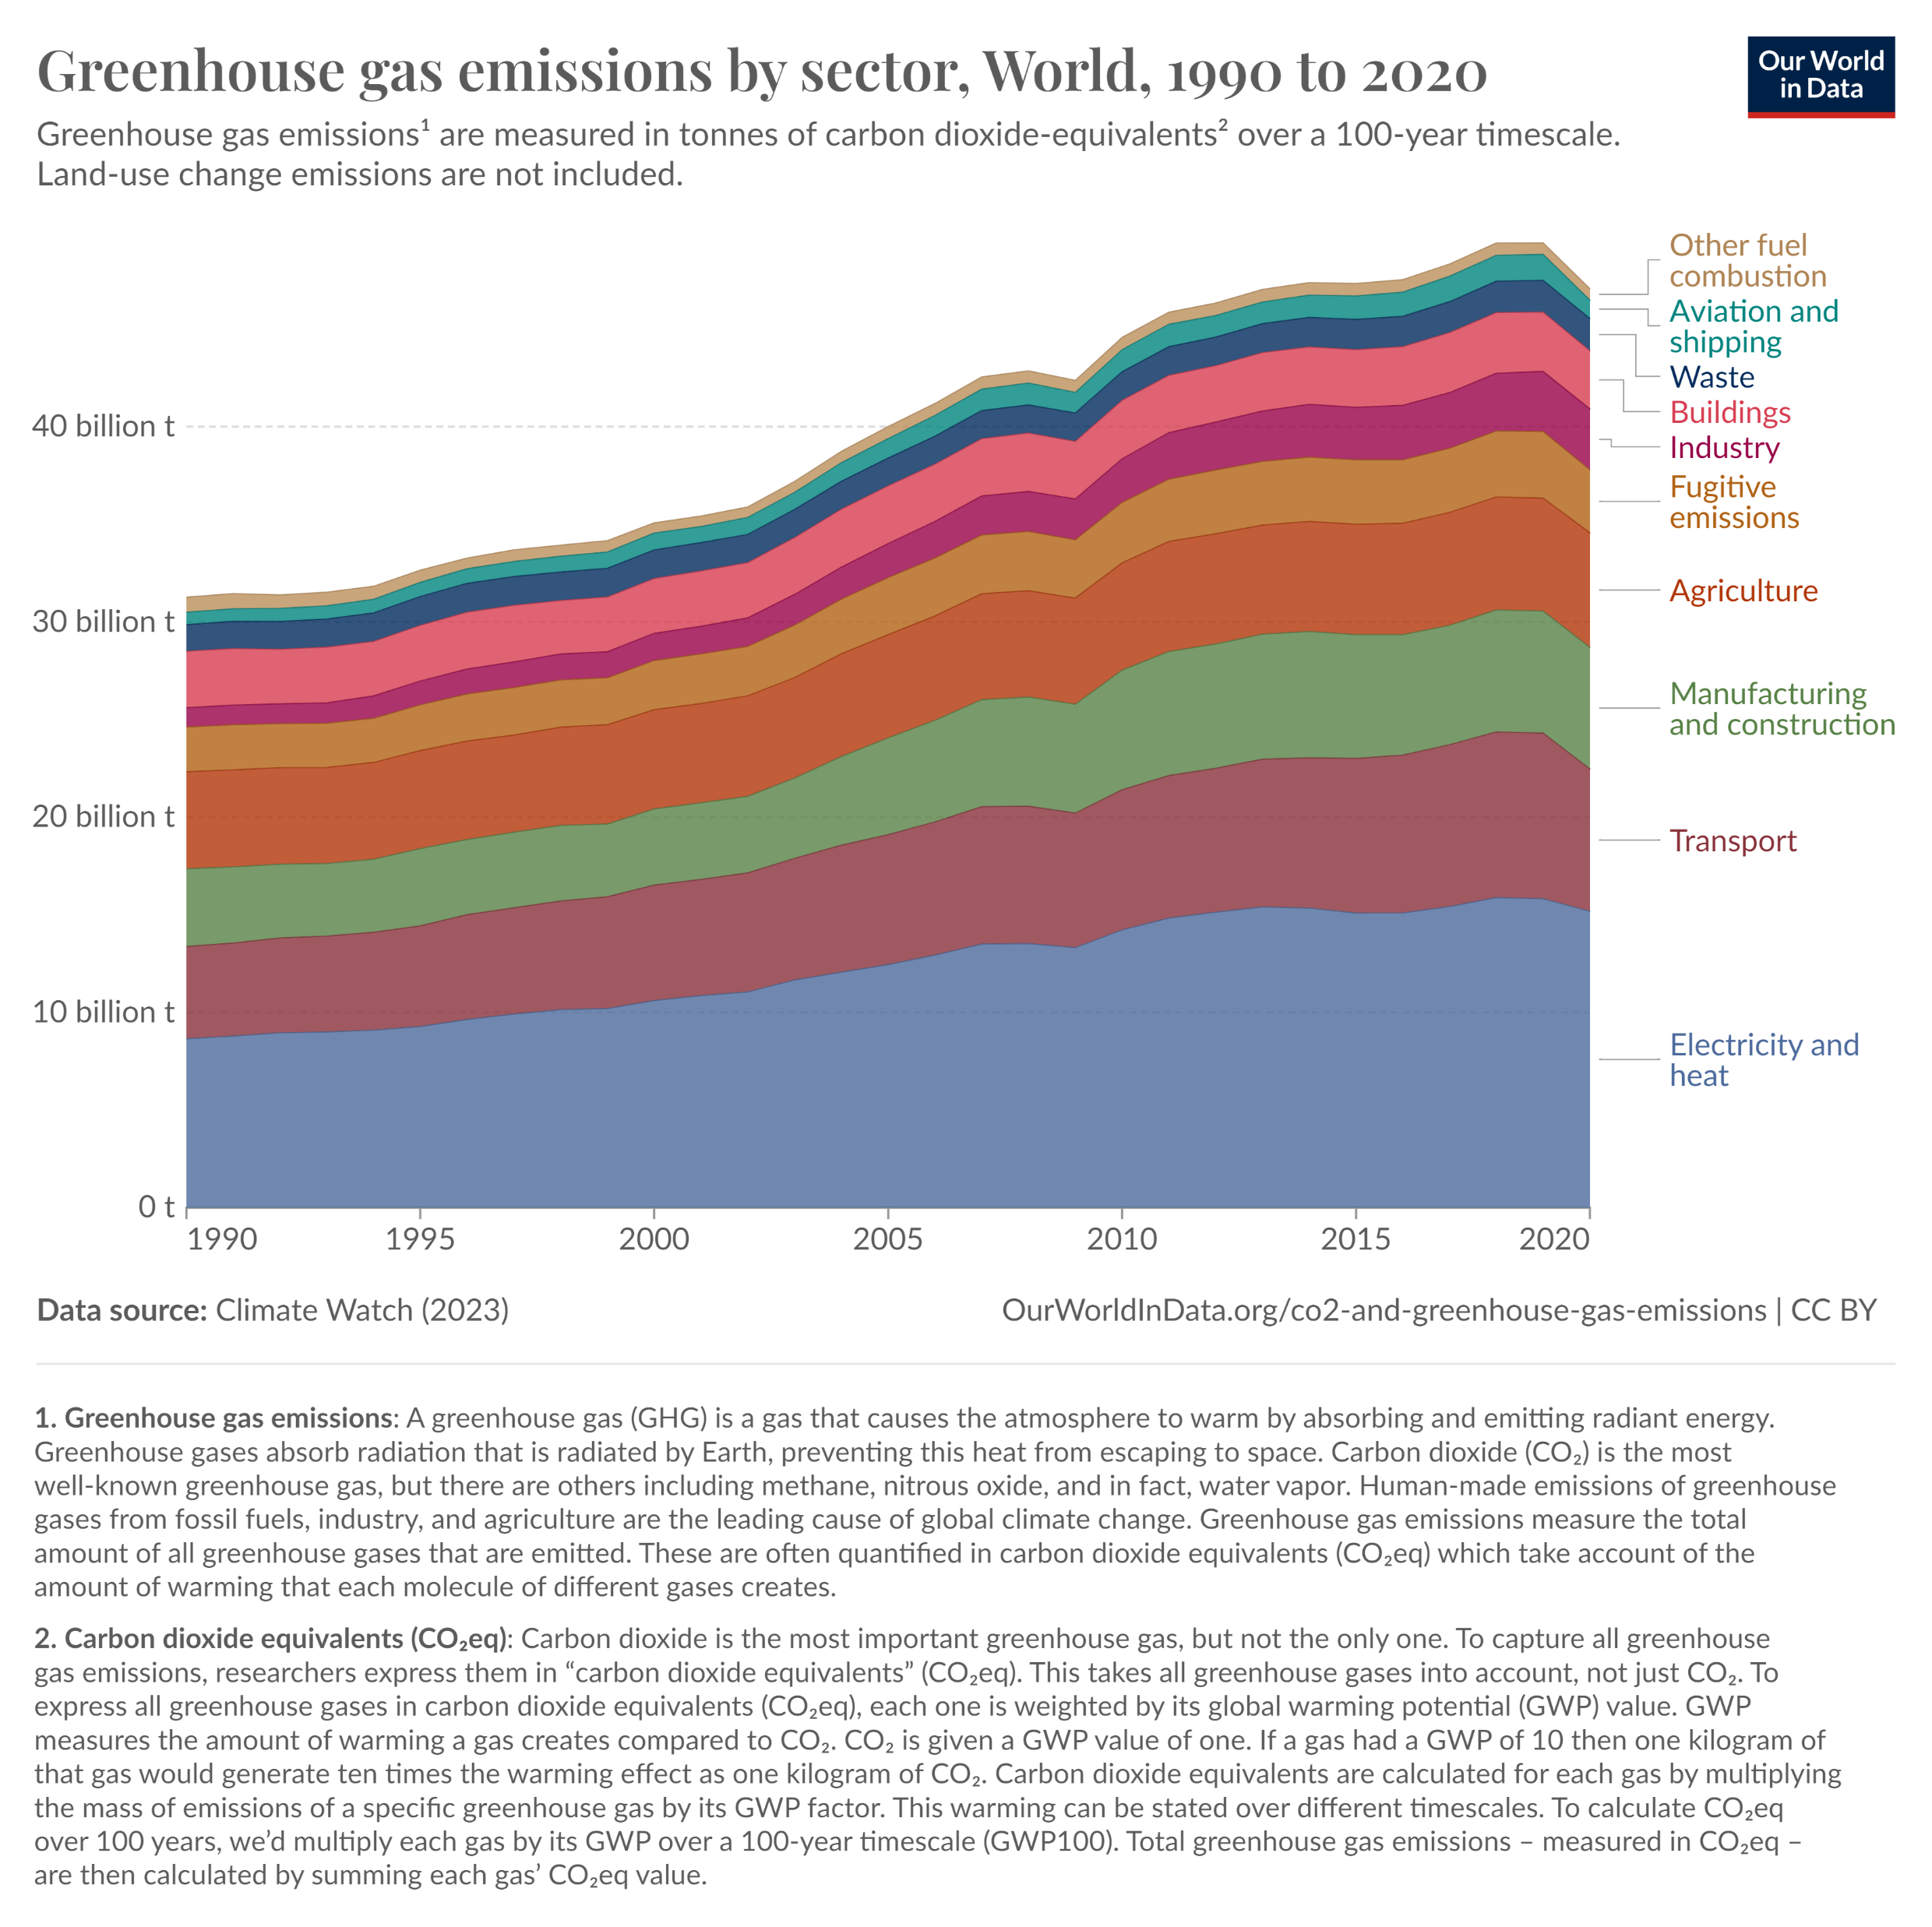 Greenhouse gas emissions by sector, World, 1990 to 2020
Our World
in Data
Greenhouse gas emissions¹ are measured in tonnes of carbon dioxide-equivalents² over a 100-year timescale.
Land-use change emissions are not included.
Other fuel
combustion
Aviation and
shipping
Waste
Buildings
Industry
Fugitive
emissions
Agriculture
Manufacturing
and construction
Transport
Electricity and
heat
40 billion t
30 billion t
20 billion t
10 billion t
0 t
1990 1995 2000 2005 2010 2015 2020
Data source: Climate Watch (2023)
OurWorldInData.org/co2-and-greenhouse-gas-emissions | CC BY
1. Greenhouse gas emissions: A greenhouse gas (GHG) is a gas that causes the atmosphere to warm by absorbing and emitting radiant energy.
Greenhouse gases absorb radiation that is radiated by Earth, preventing this heat from escaping to space. Carbon dioxide (CO₂) is the most
well-known greenhouse gas, but there are others including methane, nitrous oxide, and in fact, water vapor. Human-made emissions of greenhouse
gases from fossil fuels, industry, and agriculture are the leading cause of global climate change. Greenhouse gas emissions measure the total
amount of all greenhouse gases that are emitted. These are often quantified in carbon dioxide equivalents (CO₂eq) which take account of the
amount of warming that each molecule of different gases creates.
2. Carbon dioxide equivalents (CO₂eq): Carbon dioxide is the most important greenhouse gas, but not the only one. To capture all greenhouse
gas emissions, researchers express them in “carbon dioxide equivalents” (CO₂eq). This takes all greenhouse gases into account, not just CO₂. To
express all greenhouse gases in carbon dioxide equivalents (CO₂eq), each one is weighted by its global warming potential (GWP) value. GWP
measures the amount of warming a gas creates compared to CO₂. CO₂ is given a GWP value of one. If a gas had a GWP of 10 then one kilogram of
that gas would generate ten times the warming effect as one kilogram of CO₂. Carbon dioxide equivalents are calculated for each gas by multiplying
the mass of emissions of a specific greenhouse gas by its GWP factor. This warming can be stated over different timescales. To calculate CO₂eq
over 100 years, we’d multiply each gas by its GWP over a 100-year timescale (GWP100). Total greenhouse gas emissions – measured in CO₂eq –
are then calculated by summing each gas’ CO₂eq value.